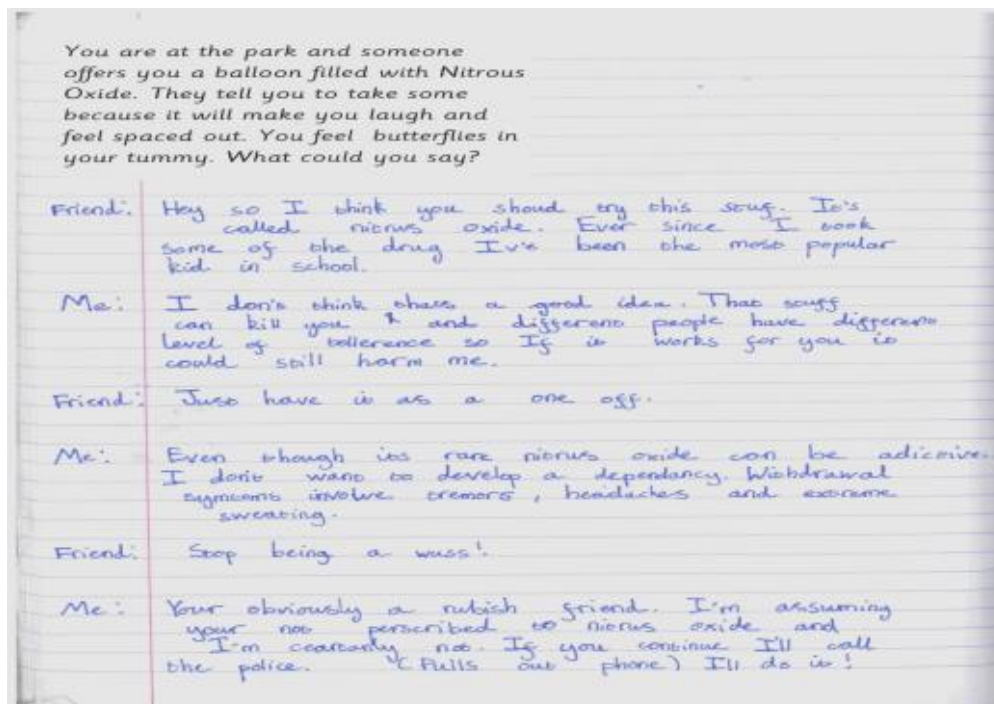 You are at the park and someone
offers you a balloon filled with Nitrous
Oxide. They tell you to take some
because it will make you laugh and
feel spaced out. You feel butterflies in
your tummy. What could you say?
Friend: Hey so I think you shoud try this stuf. It's
called nitrus oxide. Ever since I took
some of the drug Iv'e been the most popular
kid in school.
Me: I don't think thats a good idea. That stuff
can kill you and different people have different
level of tollerence so If it works for you it
could still harm me.
Friend: Just have it as a one off.
Me: Even though its rare nitrus oxide can be adictive.
I dont want to develop a dependancy. Withdrawal
symtoms involve tremors, headaches and extreme
sweating.
Friend: Stop being a wuss!
Me: Your obviously a rubish friend. I'm assuming
your not perscribed to nitrus oxide and
I'm ceartanly not. If you continue I'll call
the police. (Pulls out phone) I'll do it!